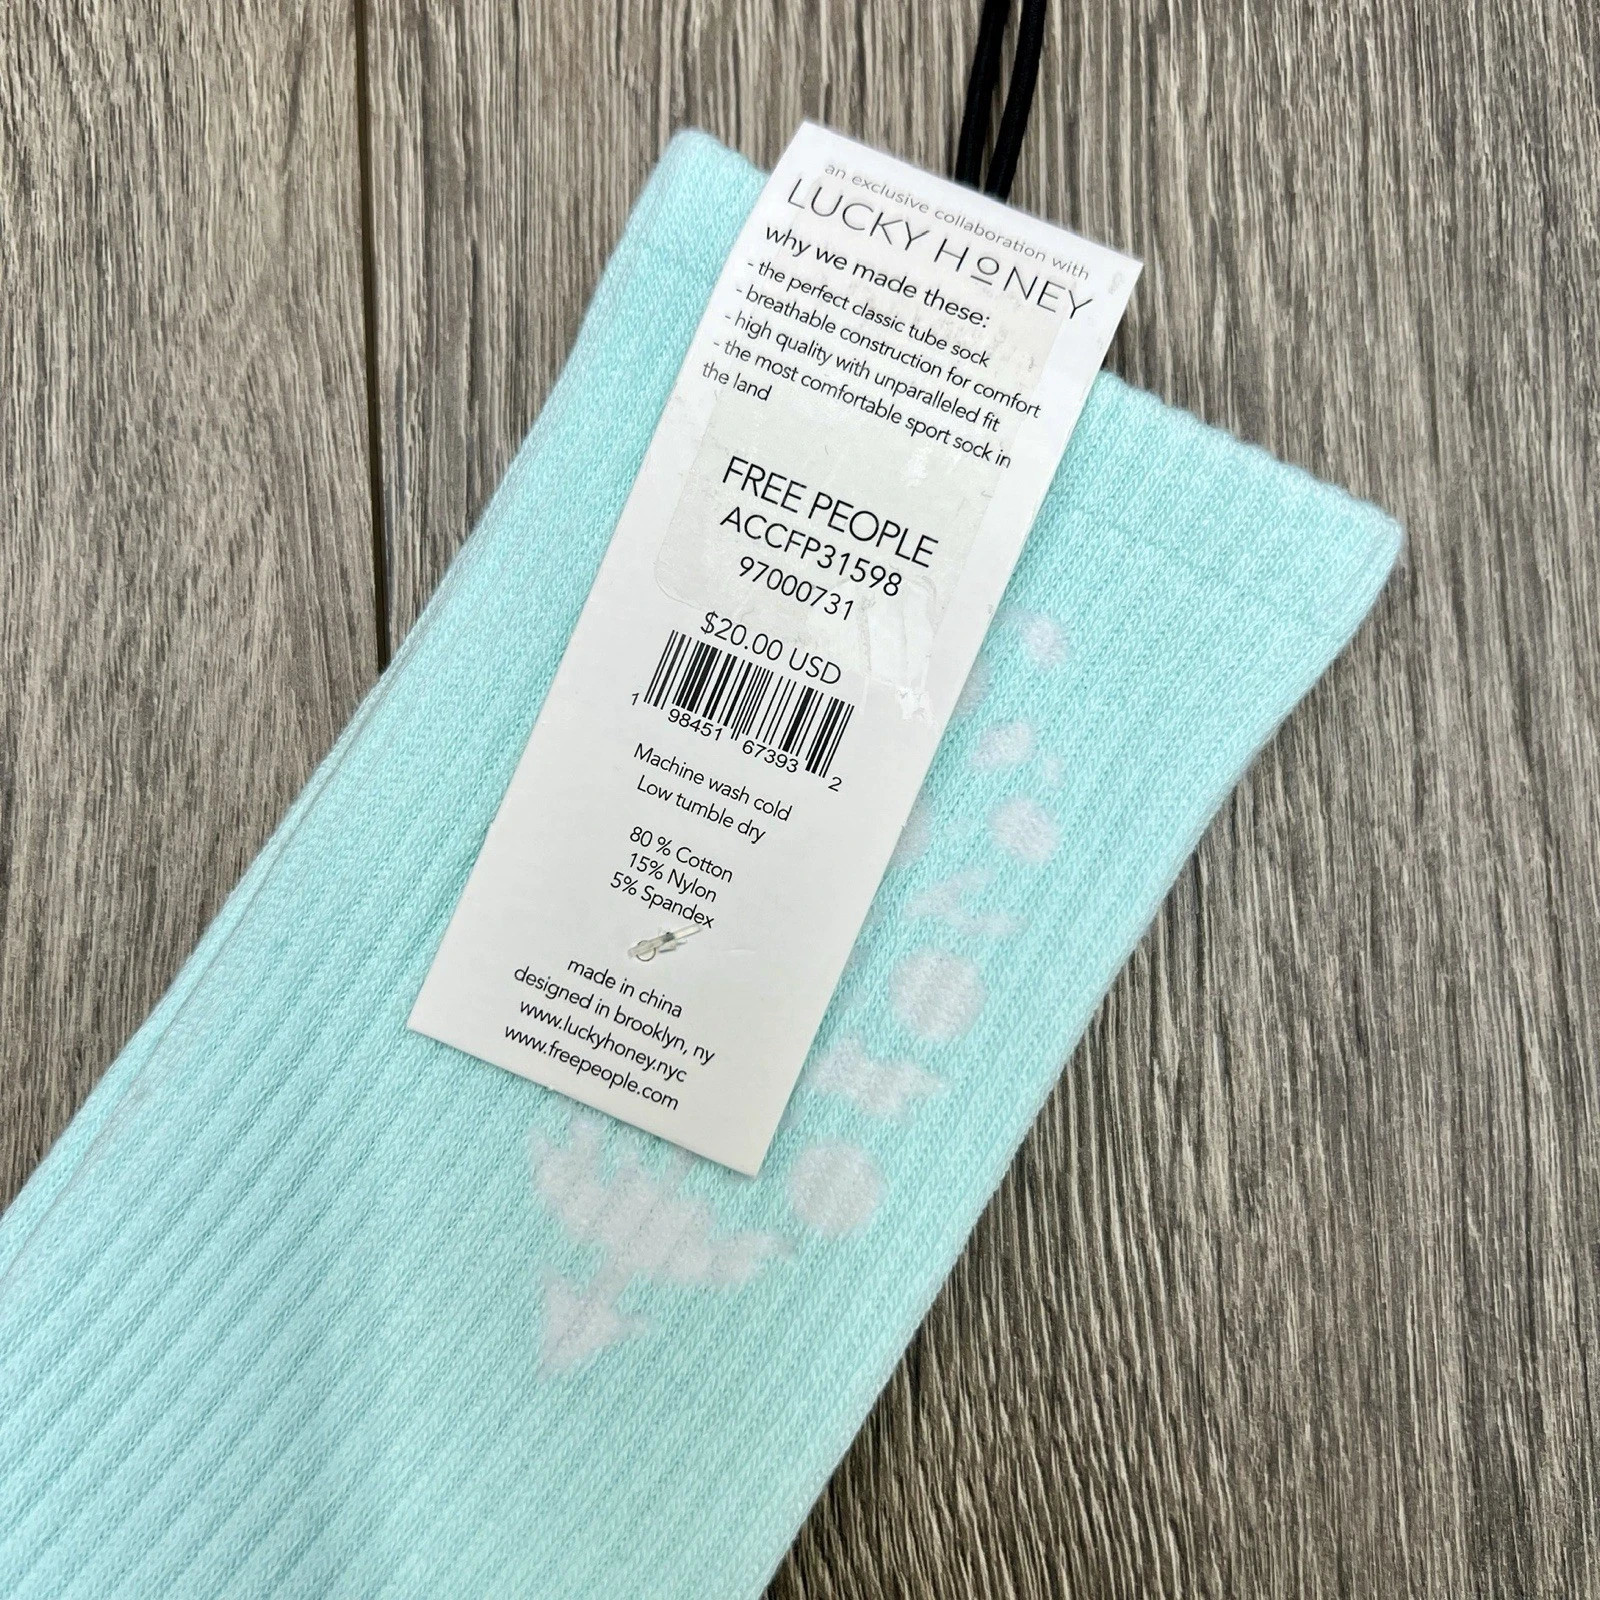 an exclusive collaboration with
LUCKY HONEY
why we made these:
- the perfect classic tube sock
- breathable construction for comfort
- high quality with unparalleled fit
- the most comfortable sport sock in
the land
FREE PEOPLE
ACCFP31598
97000731
$20.00 USD
1 98451 67393 2
Machine wash cold
Low tumble dry
80 % Cotton
15% Nylon
5% Spandex
made in china
designed in brooklyn, ny
www.luckyhoney.nyc
www.freepeople.com